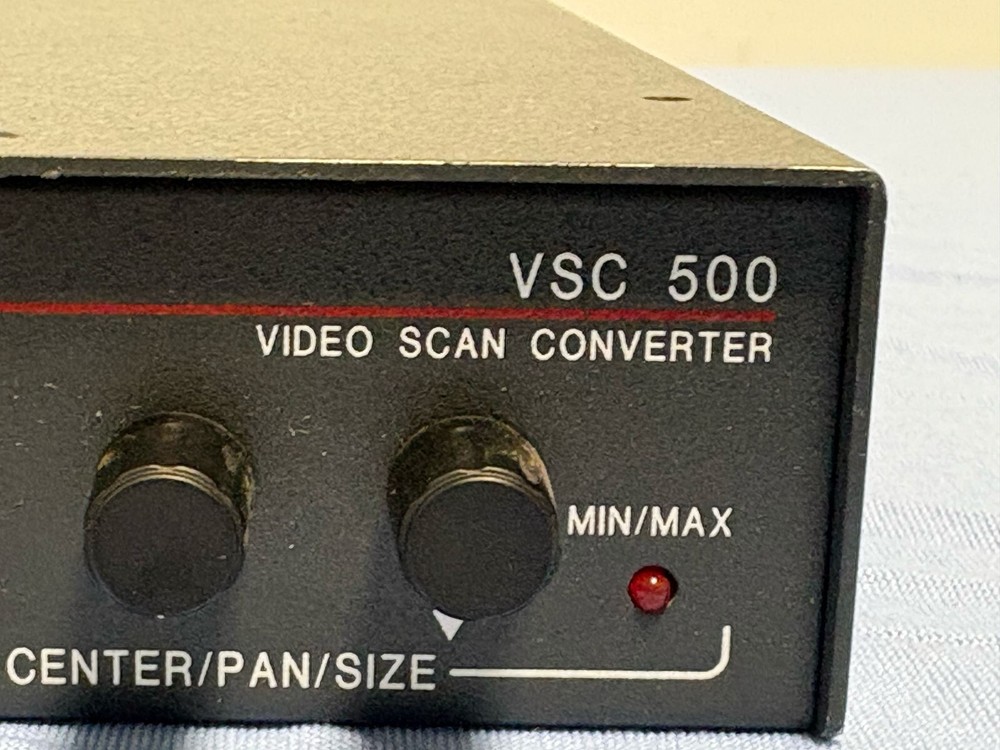 VSC 500
VIDEO SCAN CONVERTER
MIN/MAX
CENTER/PAN/SIZE